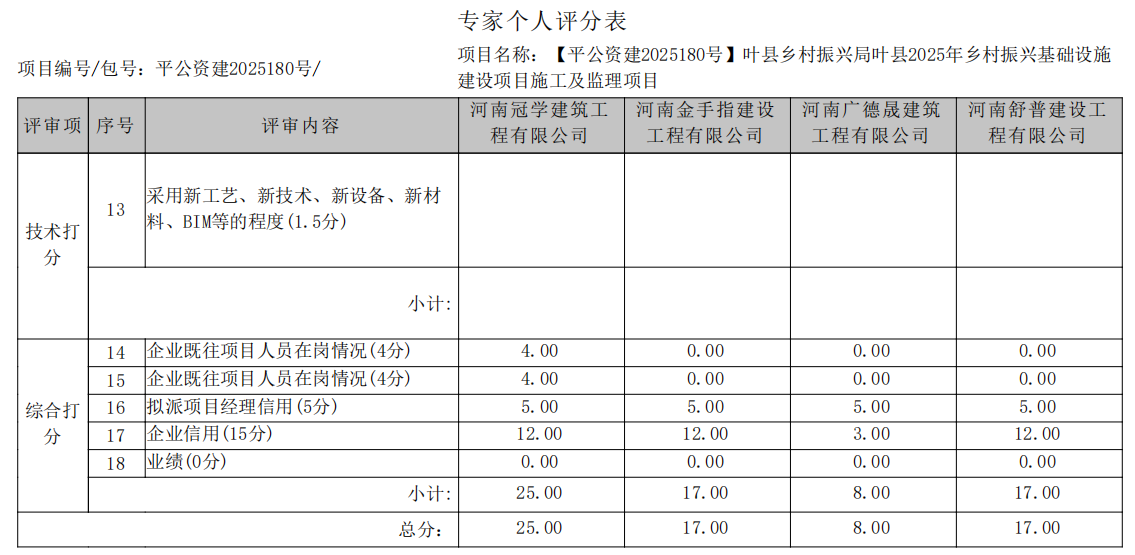 专家个人评分表
项目编号/包号: 平公资建2025180号/
项目名称: 【平公资建2025180号】叶县乡村振兴局叶县2025年乡村振兴基础设施
建设项目施工及监理项目
评审项 序号 评审内容 河南冠学建筑工程有限公司 河南金手指建设工程有限公司 河南广德晟建筑工程有限公司 河南舒普建设工程有限公司
技术打分
13 采用新工艺、新技术、新设备、新材
料、BIM等的程度(1.5分)
小计:
综合打分
14 企业既往项目人员在岗情况(4分) 4.00 0.00 0.00 0.00
15 企业既往项目人员在岗情况(4分) 4.00 0.00 0.00 0.00
16 拟派项目经理信用(5分) 5.00 5.00 5.00 5.00
17 企业信用(15分) 12.00 12.00 3.00 12.00
18 业绩(0分) 0.00 0.00 0.00 0.00
小计: 25.00 17.00 8.00 17.00
总分: 25.00 17.00 8.00 17.00